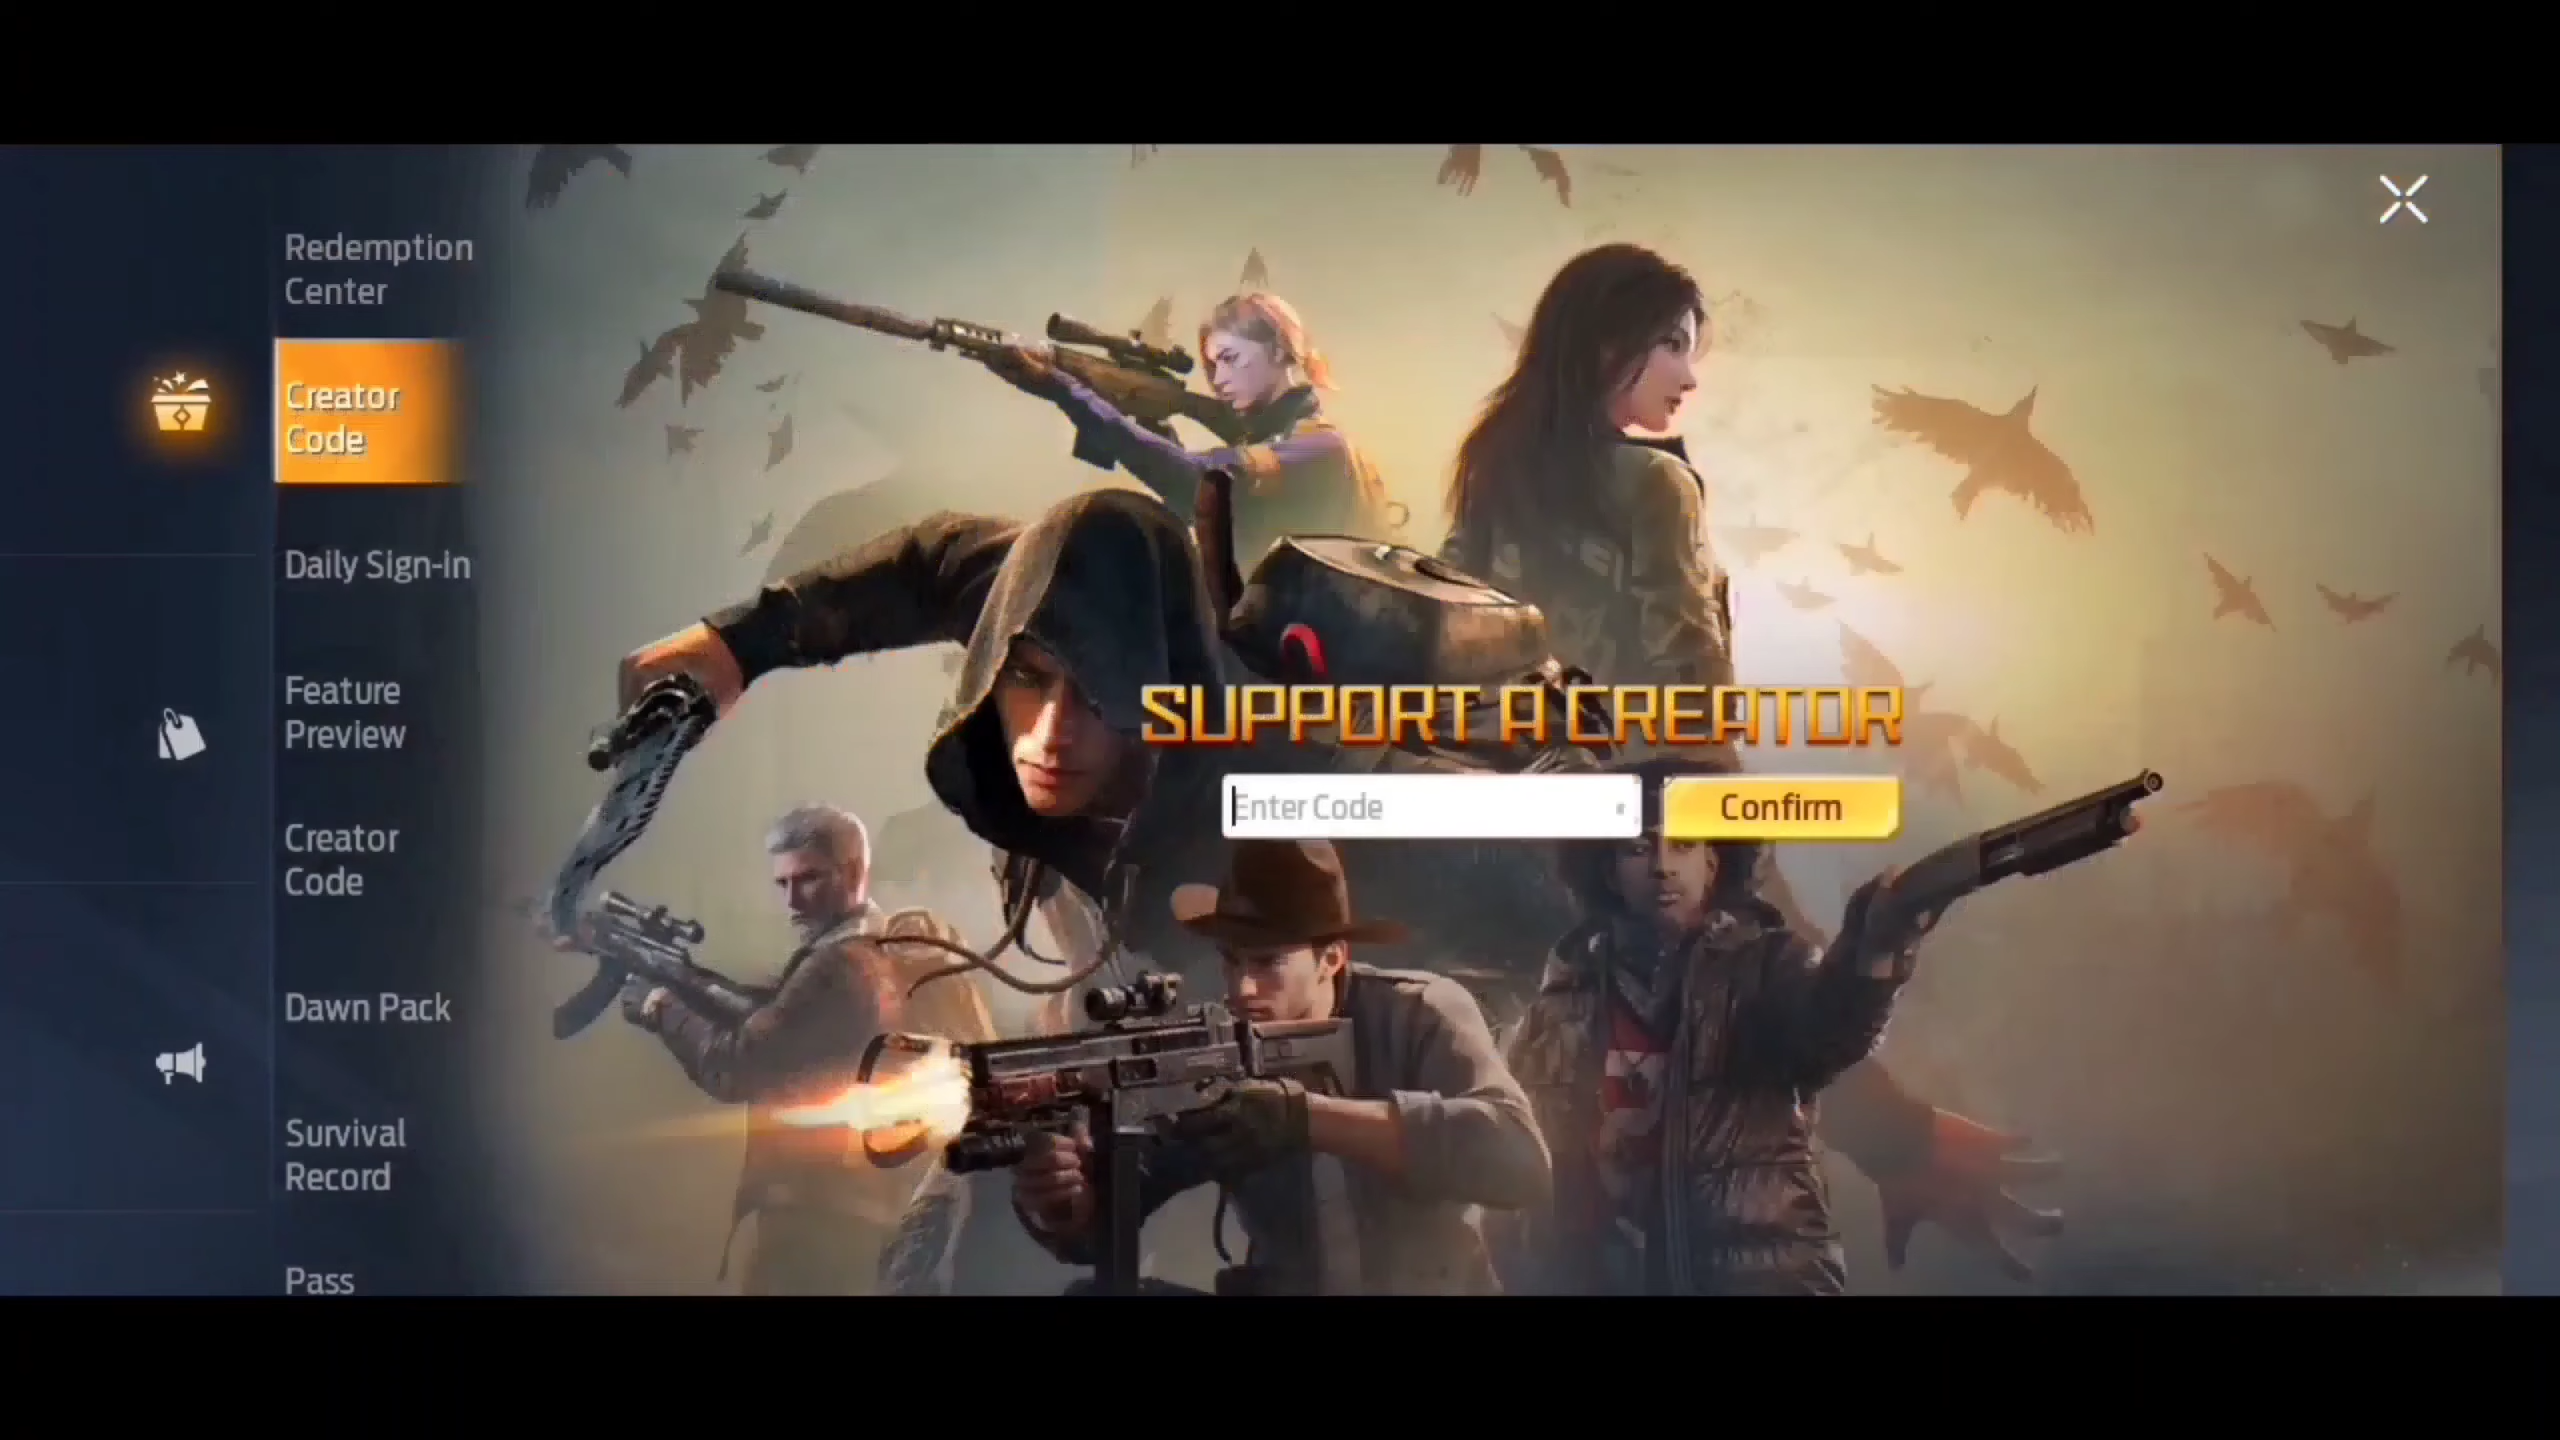 Redemption
Center
Creator
Code
Daily Sign-in
Feature
Preview
Creator
Code
Dawn Pack
Survival
Record
Pass
SUPPORT A CREATOR
Enter Code
Confirm